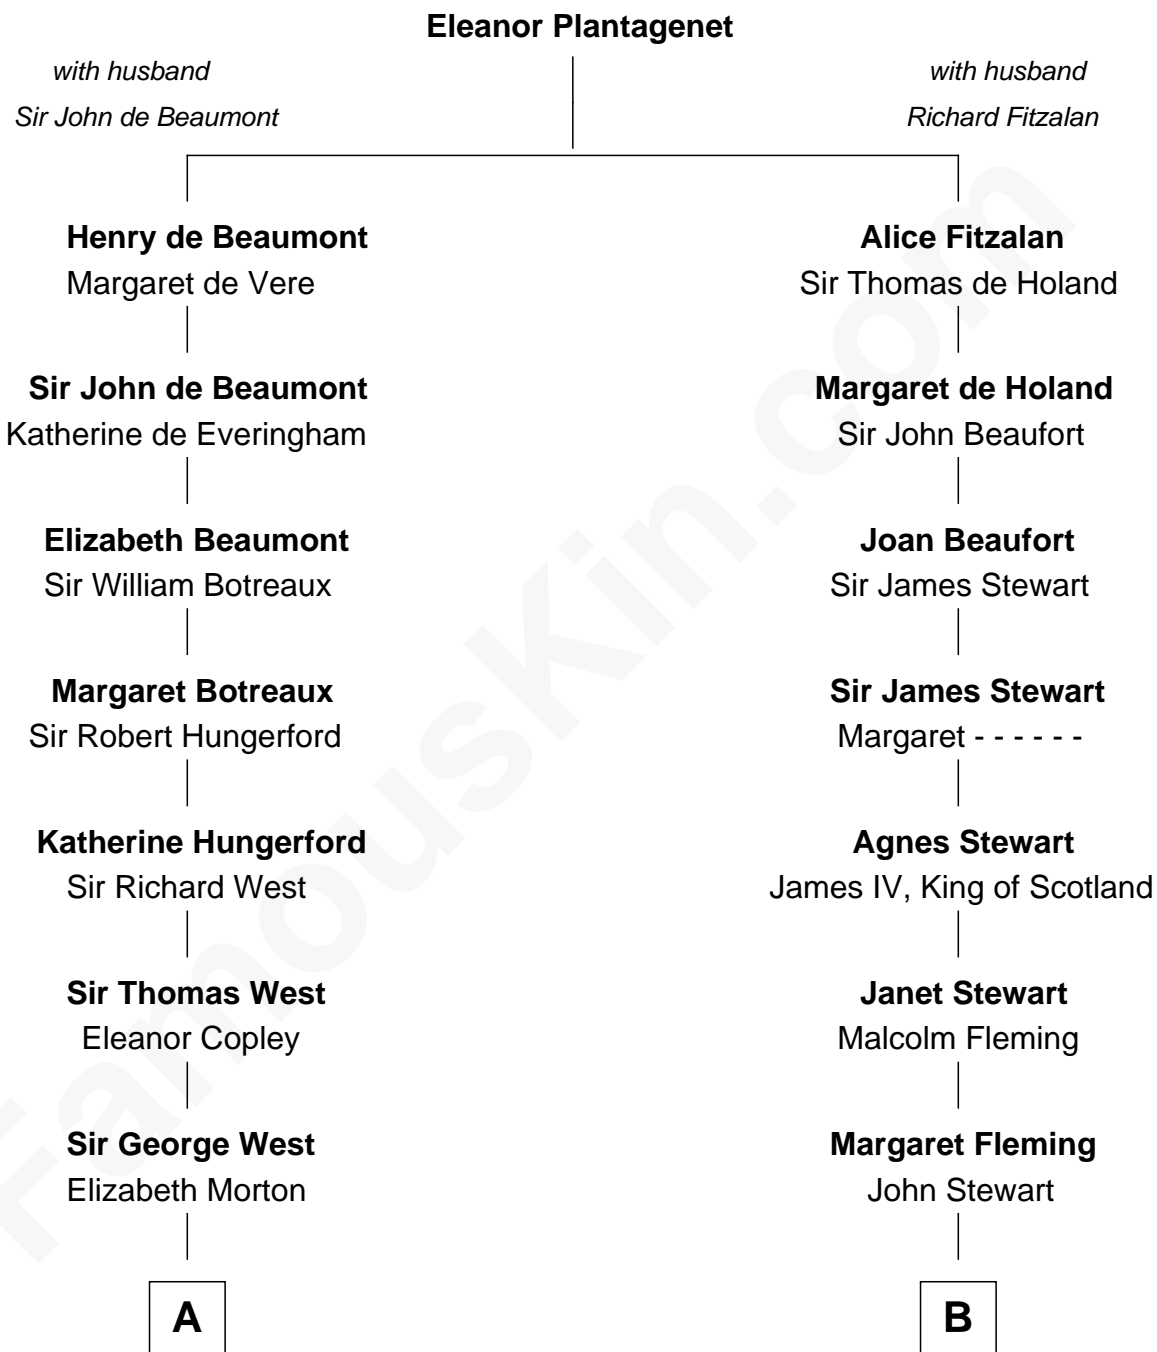 Eleanor Plantagenet
with husband
Sir John de Beaumont
with husband
Richard Fitzalan
Henry de Beaumont
Margaret de Vere
Sir John de Beaumont
Katherine de Everingham
Elizabeth Beaumont
Sir William Botreaux
Margaret Botreaux
Sir Robert Hungerford
Katherine Hungerford
Sir Richard West
Sir Thomas West
Eleanor Copley
Sir George West
Elizabeth Morton
A
Alice Fitzalan
Sir Thomas de Holand
Margaret de Holand
Sir John Beaufort
Joan Beaufort
Sir James Stewart
Sir James Stewart
Margaret - - - - - -
Agnes Stewart
James IV, King of Scotland
Janet Stewart
Malcolm Fleming
Margaret Fleming
John Stewart
B
FamousKin.com